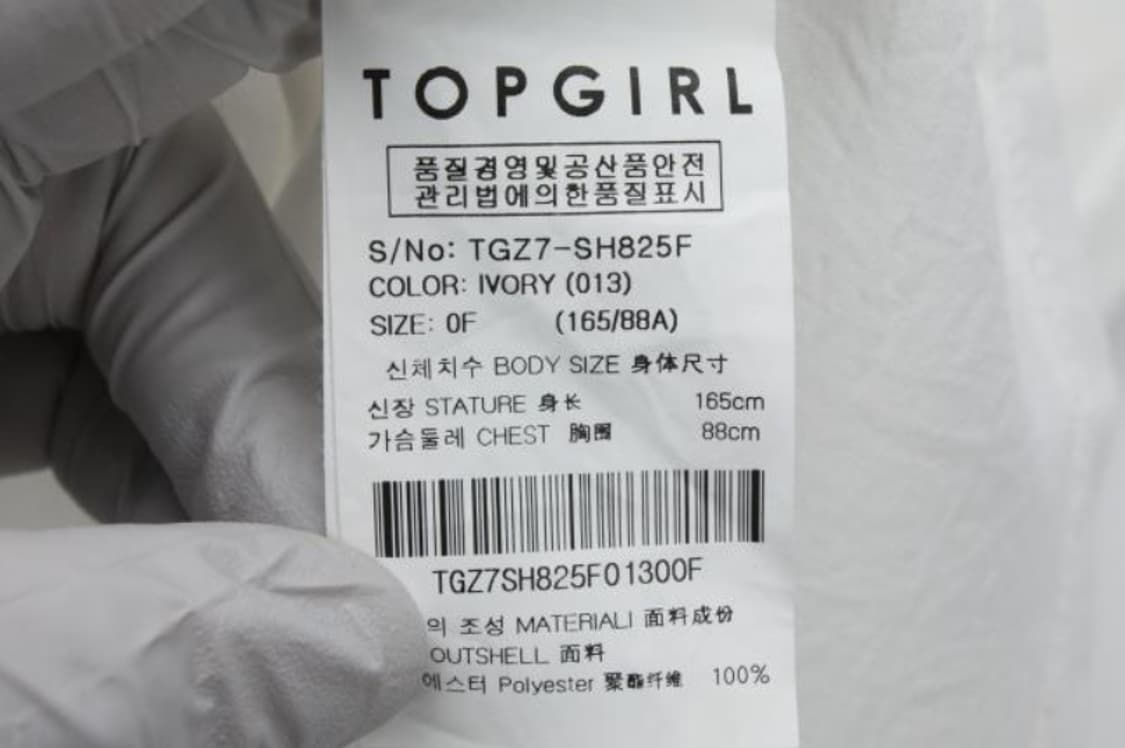 TOPGIRL
품질경영및공산품안전
관리법에의한품질표시
S/No: TGZ7-SH825F
COLOR: IVORY (013)
SIZE: 0F (165/88A)
신체치수 BODY SIZE 身体尺寸
신장 STATURE 身长 165cm
가슴둘레 CHEST 胸围 88cm
TGZ7SH825F01300F
의 조성 MATERIALI 面料成份
OUTSHELL 面料
에스터 Polyester 聚酯纤维 100%